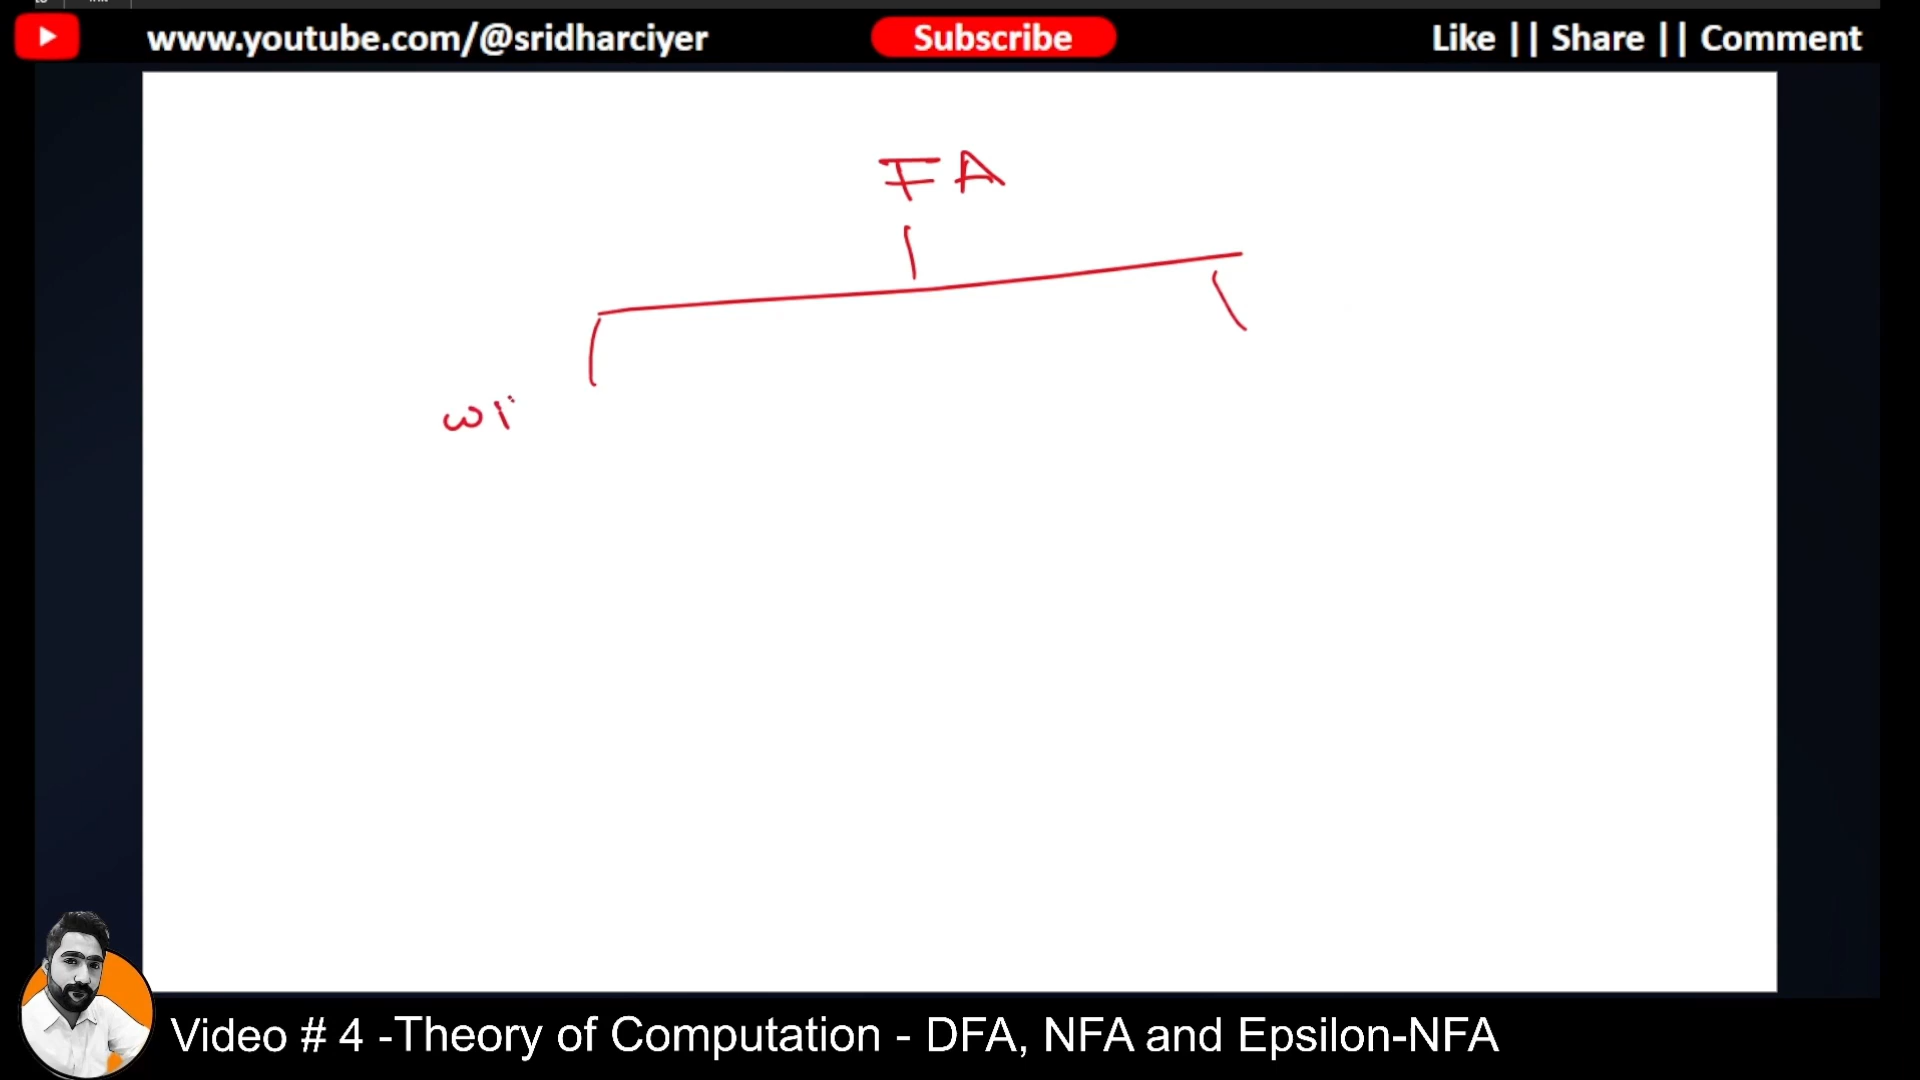 www.youtube.com/@sridharciyer Subscribe Like || Share || Comment
FA
wi
Video # 4 -Theory of Computation - DFA, NFA and Epsilon-NFA